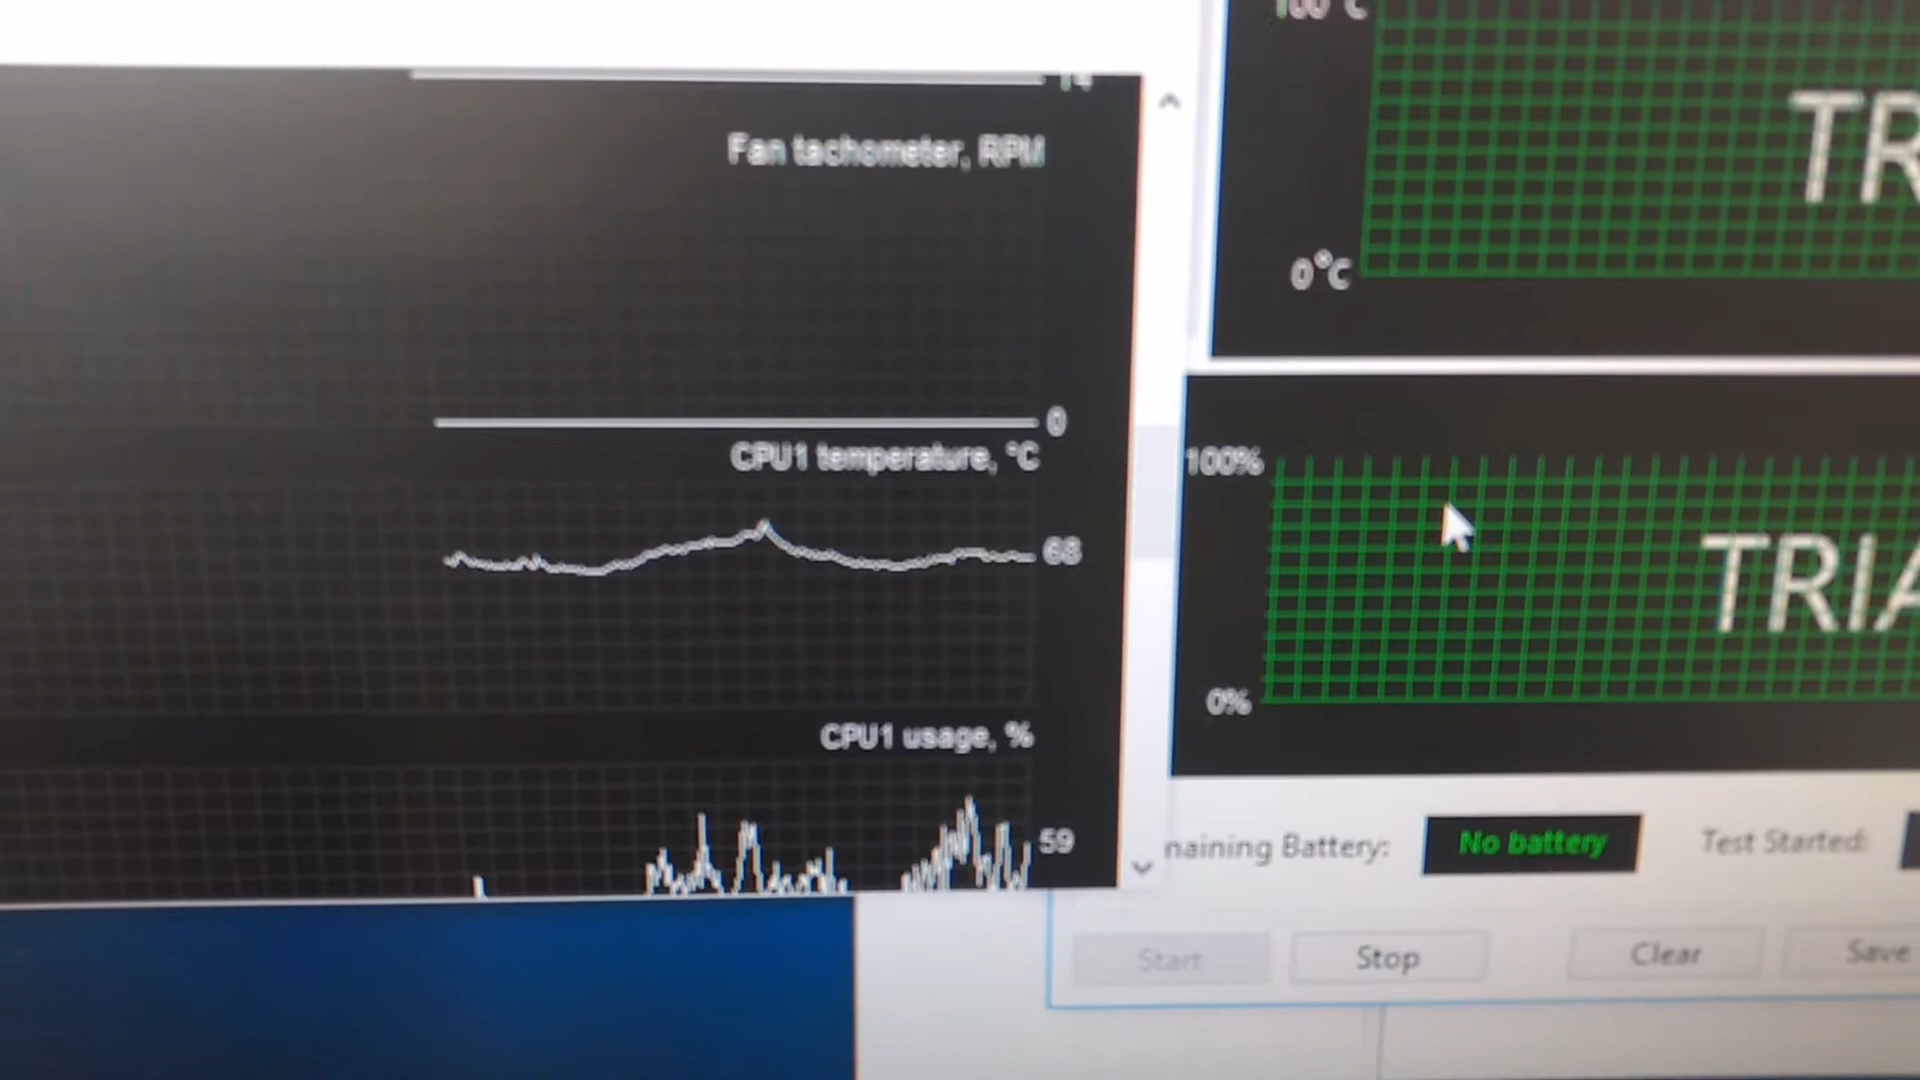 Fan tachometer, RPM
0
CPU1 temperature, °C
68
CPU1 usage, %
59
100°C
TR
0°C
100%
TRIA
0%
naining Battery:
No battery
Test Started:
Start
Stop
Clear
Save